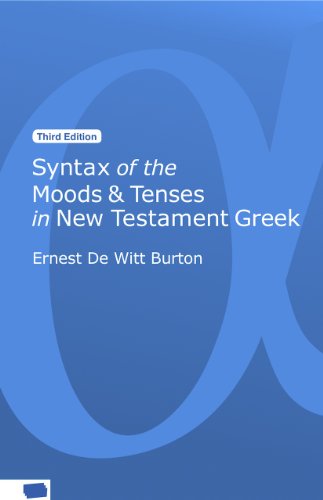 Third Edition
Syntax of the
Moods & Tenses
in New Testament Greek
Ernest De Witt Burton